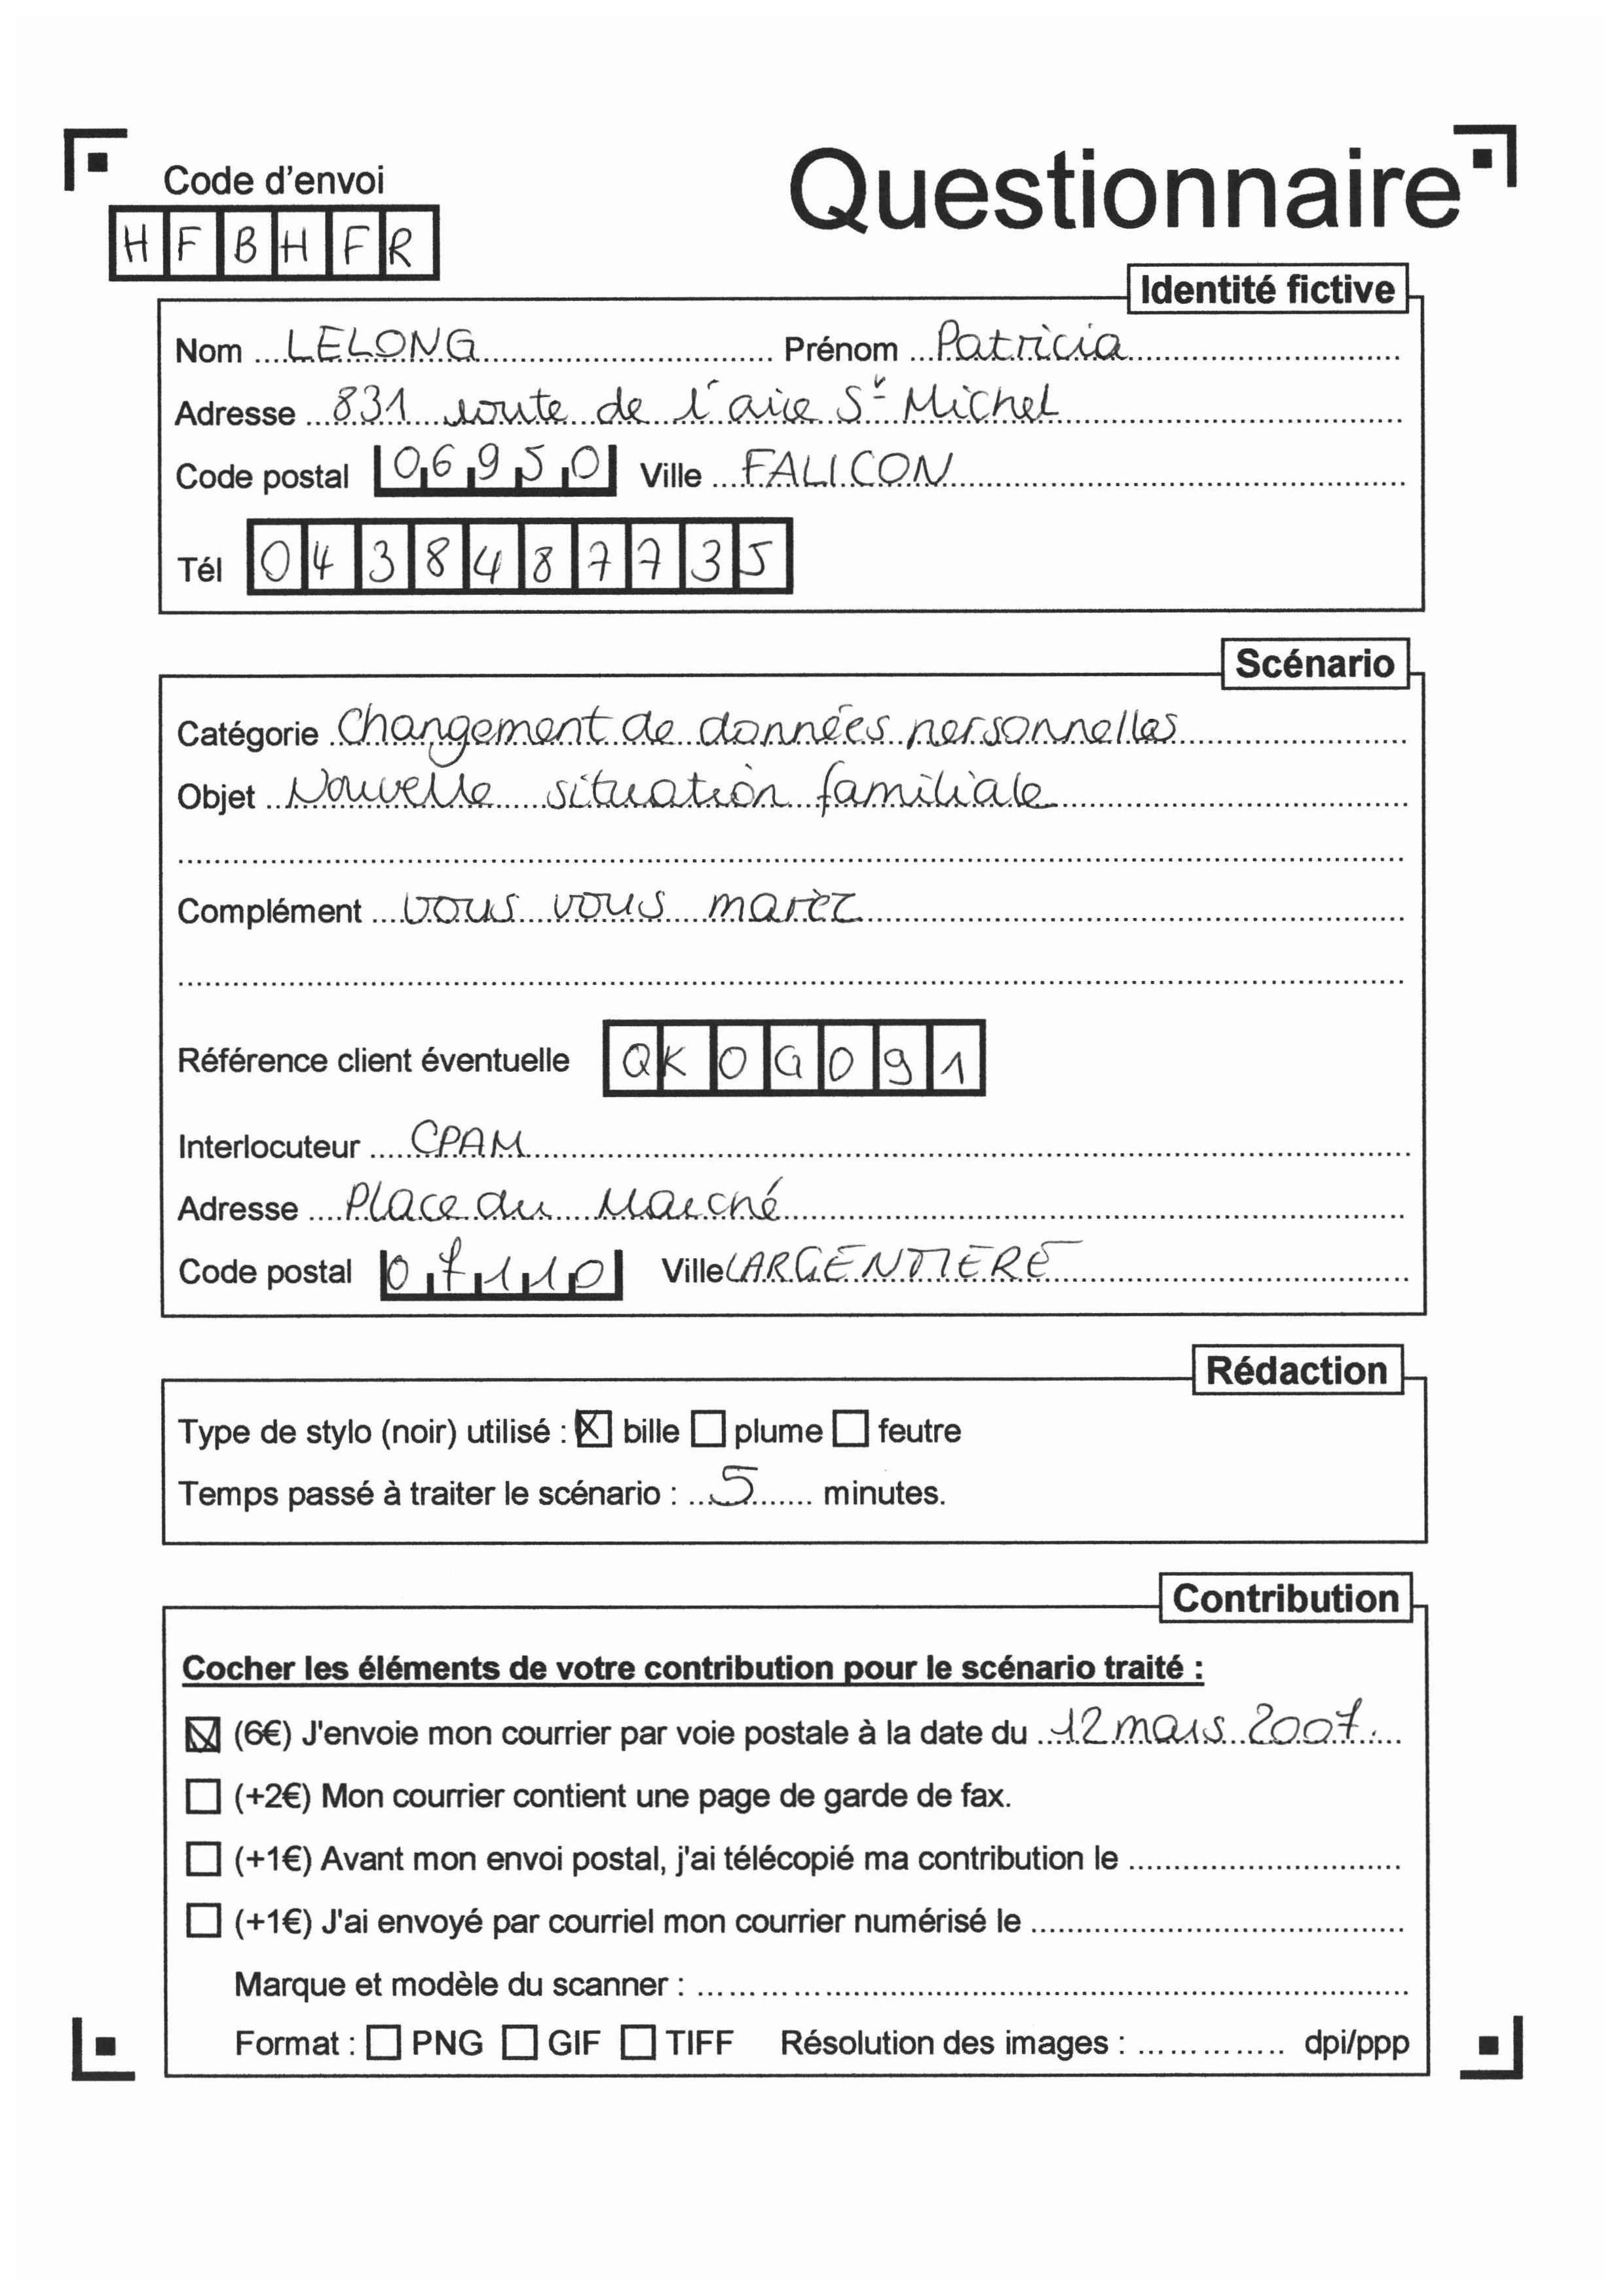 Code d'envoi
Questionnaire
H F B H F R
Identité fictive
Nom LELONG Prénom Patricia
Adresse 831 route de l'aire St Michel
Code postal 06950 Ville FALICON
Tél 0438487735
Scénario
Catégorie Changement de données personnelles
Objet Nouvelle situation familiale
Complément vous vous mariez
Référence client éventuelle QK0G091
Interlocuteur CPAM
Adresse Place du Marché
Code postal 07110 Ville LARGENTIERE
Rédaction
Type de stylo (noir) utilisé : ☒ bille ☐ plume ☐ feutre
Temps passé à traiter le scénario : 5 minutes.
Contribution
Cocher les éléments de votre contribution pour le scénario traité :
☒ (6€) J'envoie mon courrier par voie postale à la date du 12 mars 2007
☐ (+2€) Mon courrier contient une page de garde de fax.
☐ (+1€) Avant mon envoi postal, j'ai télécopié ma contribution le
☐ (+1€) J'ai envoyé par courriel mon courrier numérisé le
Marque et modèle du scanner :
Format : ☐ PNG ☐ GIF ☐ TIFF Résolution des images : dpi/ppp